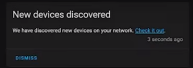 New devices discovered
We have discovered new devices on your network. Check it out.
3 seconds ago
DISMISS